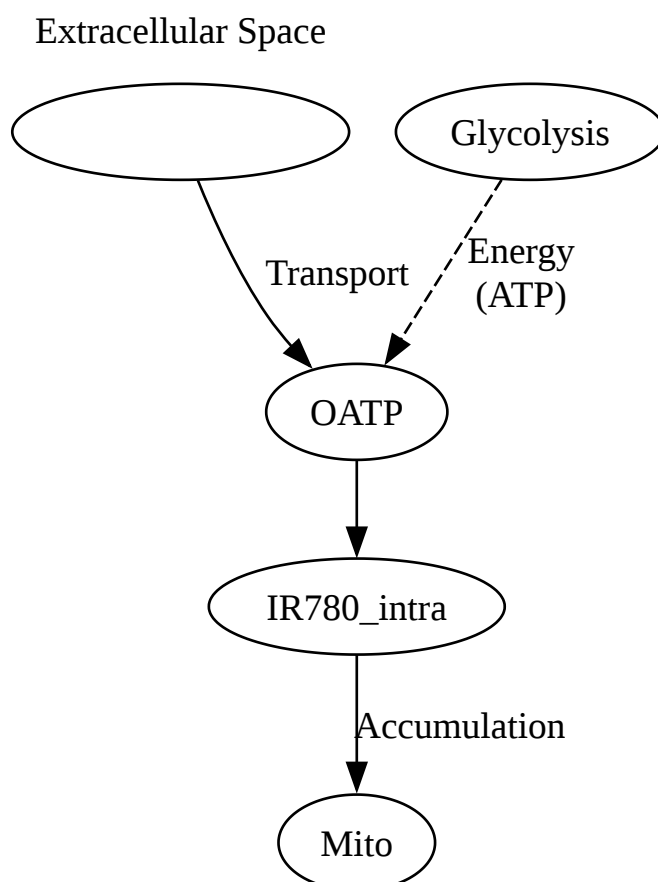 Extracellular Space
Glycolysis
Transport
Energy
(ATP)
OATP
IR780_intra
Accumulation
Mito